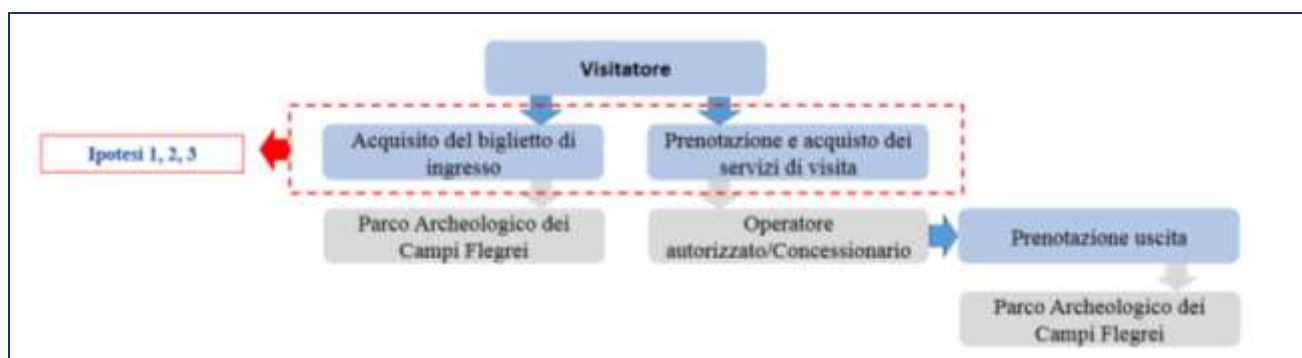 Visitatore
Ipotesi 1, 2, 3
Acquisito del biglietto di
ingresso
Prenotazione e acquisto dei
servizi di visita
Parco Archeologico dei
Campi Flegrei
Operatore
autorizzato/Concessionario
Prenotazione uscita
Parco Archeologico dei
Campi Flegrei